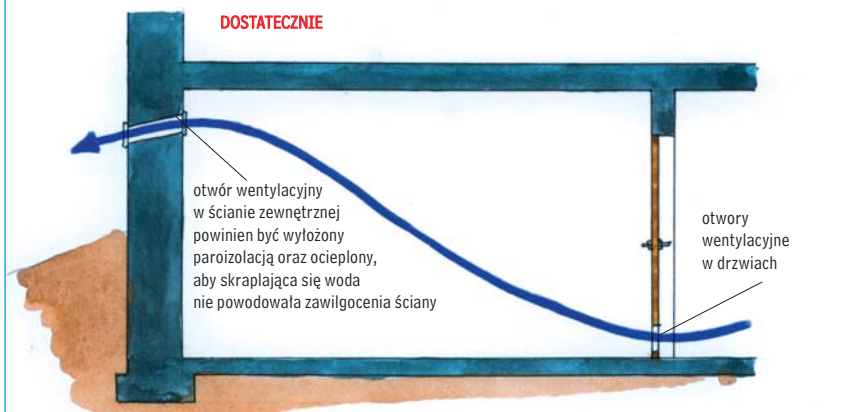 DOSTATECZNIE
otwór wentylacyjny
w ścianie zewnętrznej
powinien być wyłożony
paroizolacją oraz ocieplony,
aby skraplająca się woda
nie powodowała zawilgocenia ściany
otwory
wentylacyjne
w drzwiach